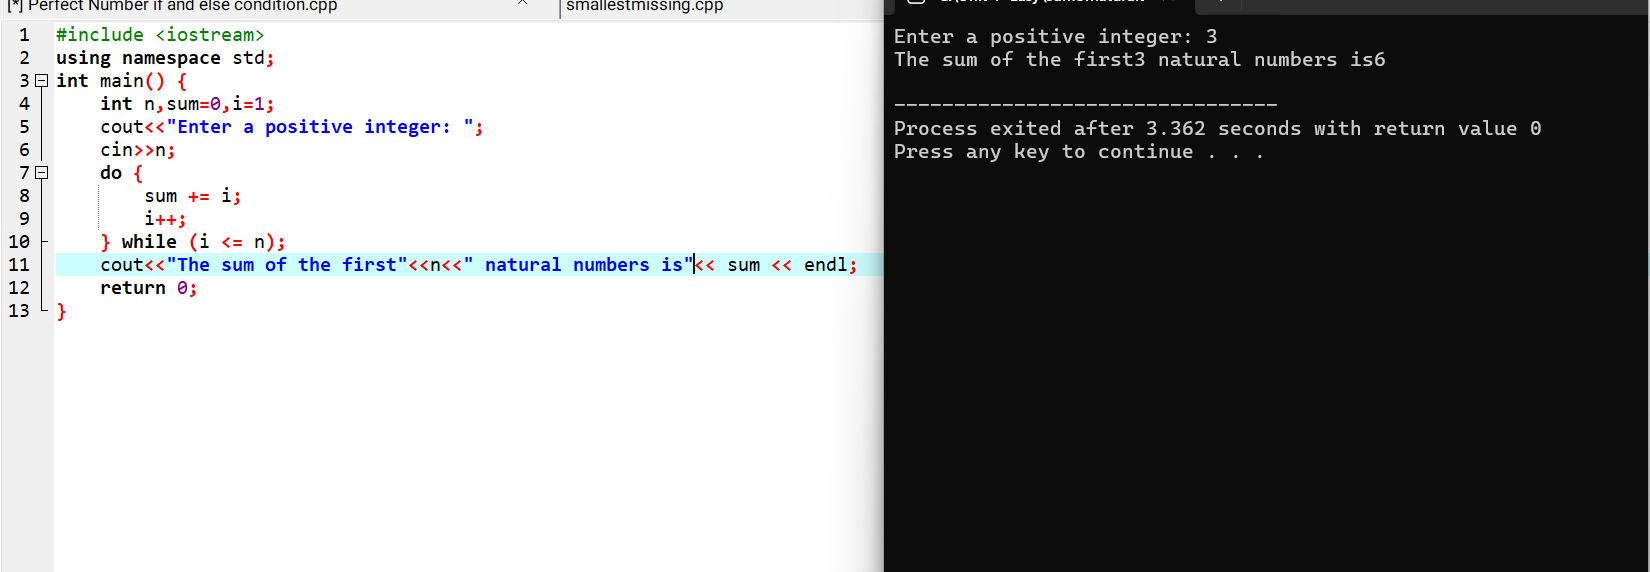 [*] Perfect Number if and else condition.cpp
smallestmissing.cpp
1 #include <iostream>
2 using namespace std;
3 int main() {
4 int n,sum=0,i=1;
5 cout<<"Enter a positive integer: ";
6 cin>>n;
7 do {
8 sum += i;
9 i++;
10 } while (i <= n);
11 cout<<"The sum of the first"<<n<<" natural numbers is"<< sum << endl;
12 return 0;
13 }
Enter a positive integer: 3
The sum of the first3 natural numbers is6
--------------------------------
Process exited after 3.362 seconds with return value 0
Press any key to continue . . .